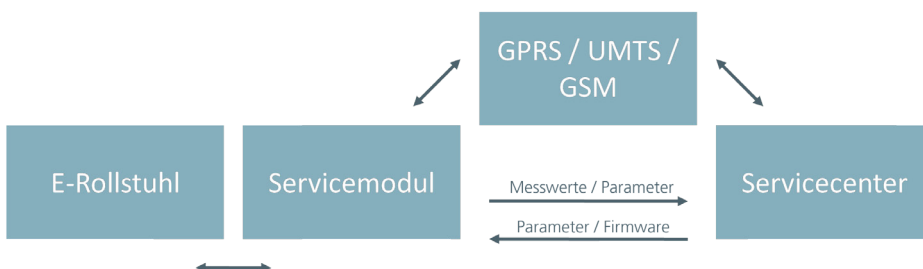 GPRS / UMTS /
GSM
E-Rollstuhl
Servicemodul
Messwerte / Parameter
Parameter / Firmware
Servicecenter